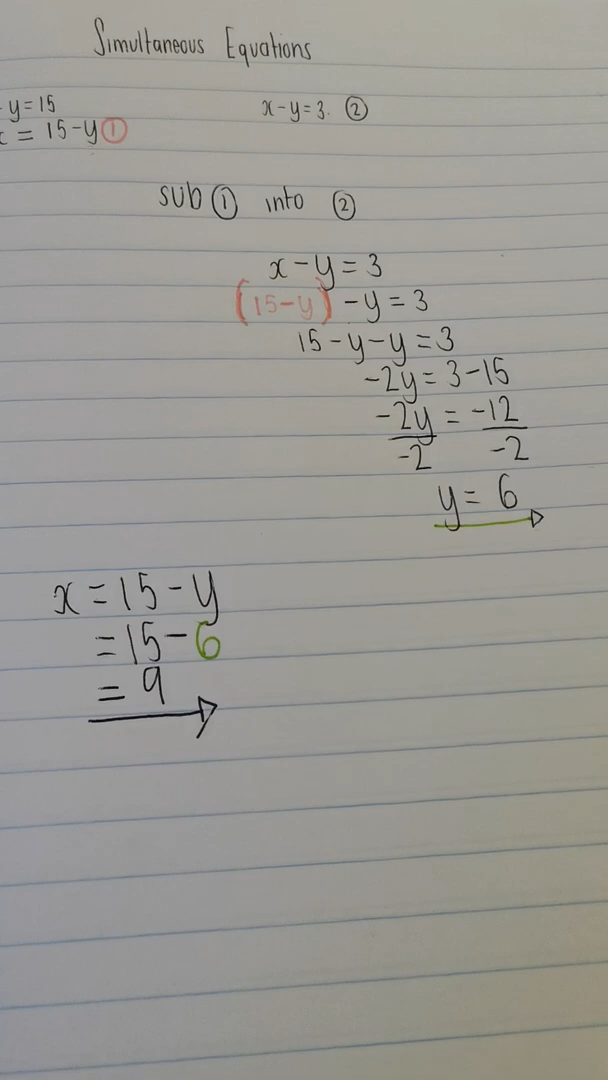 Simultaneous Equations
y=15
x-y=3. ②
= 15-y①
sub ① into ②
x-y=3
(15-y) -y=3
15-y-y=3
-2y=3-15
-2y = -12
-2 -2
y= 6
x=15-y
=15-6
= 9